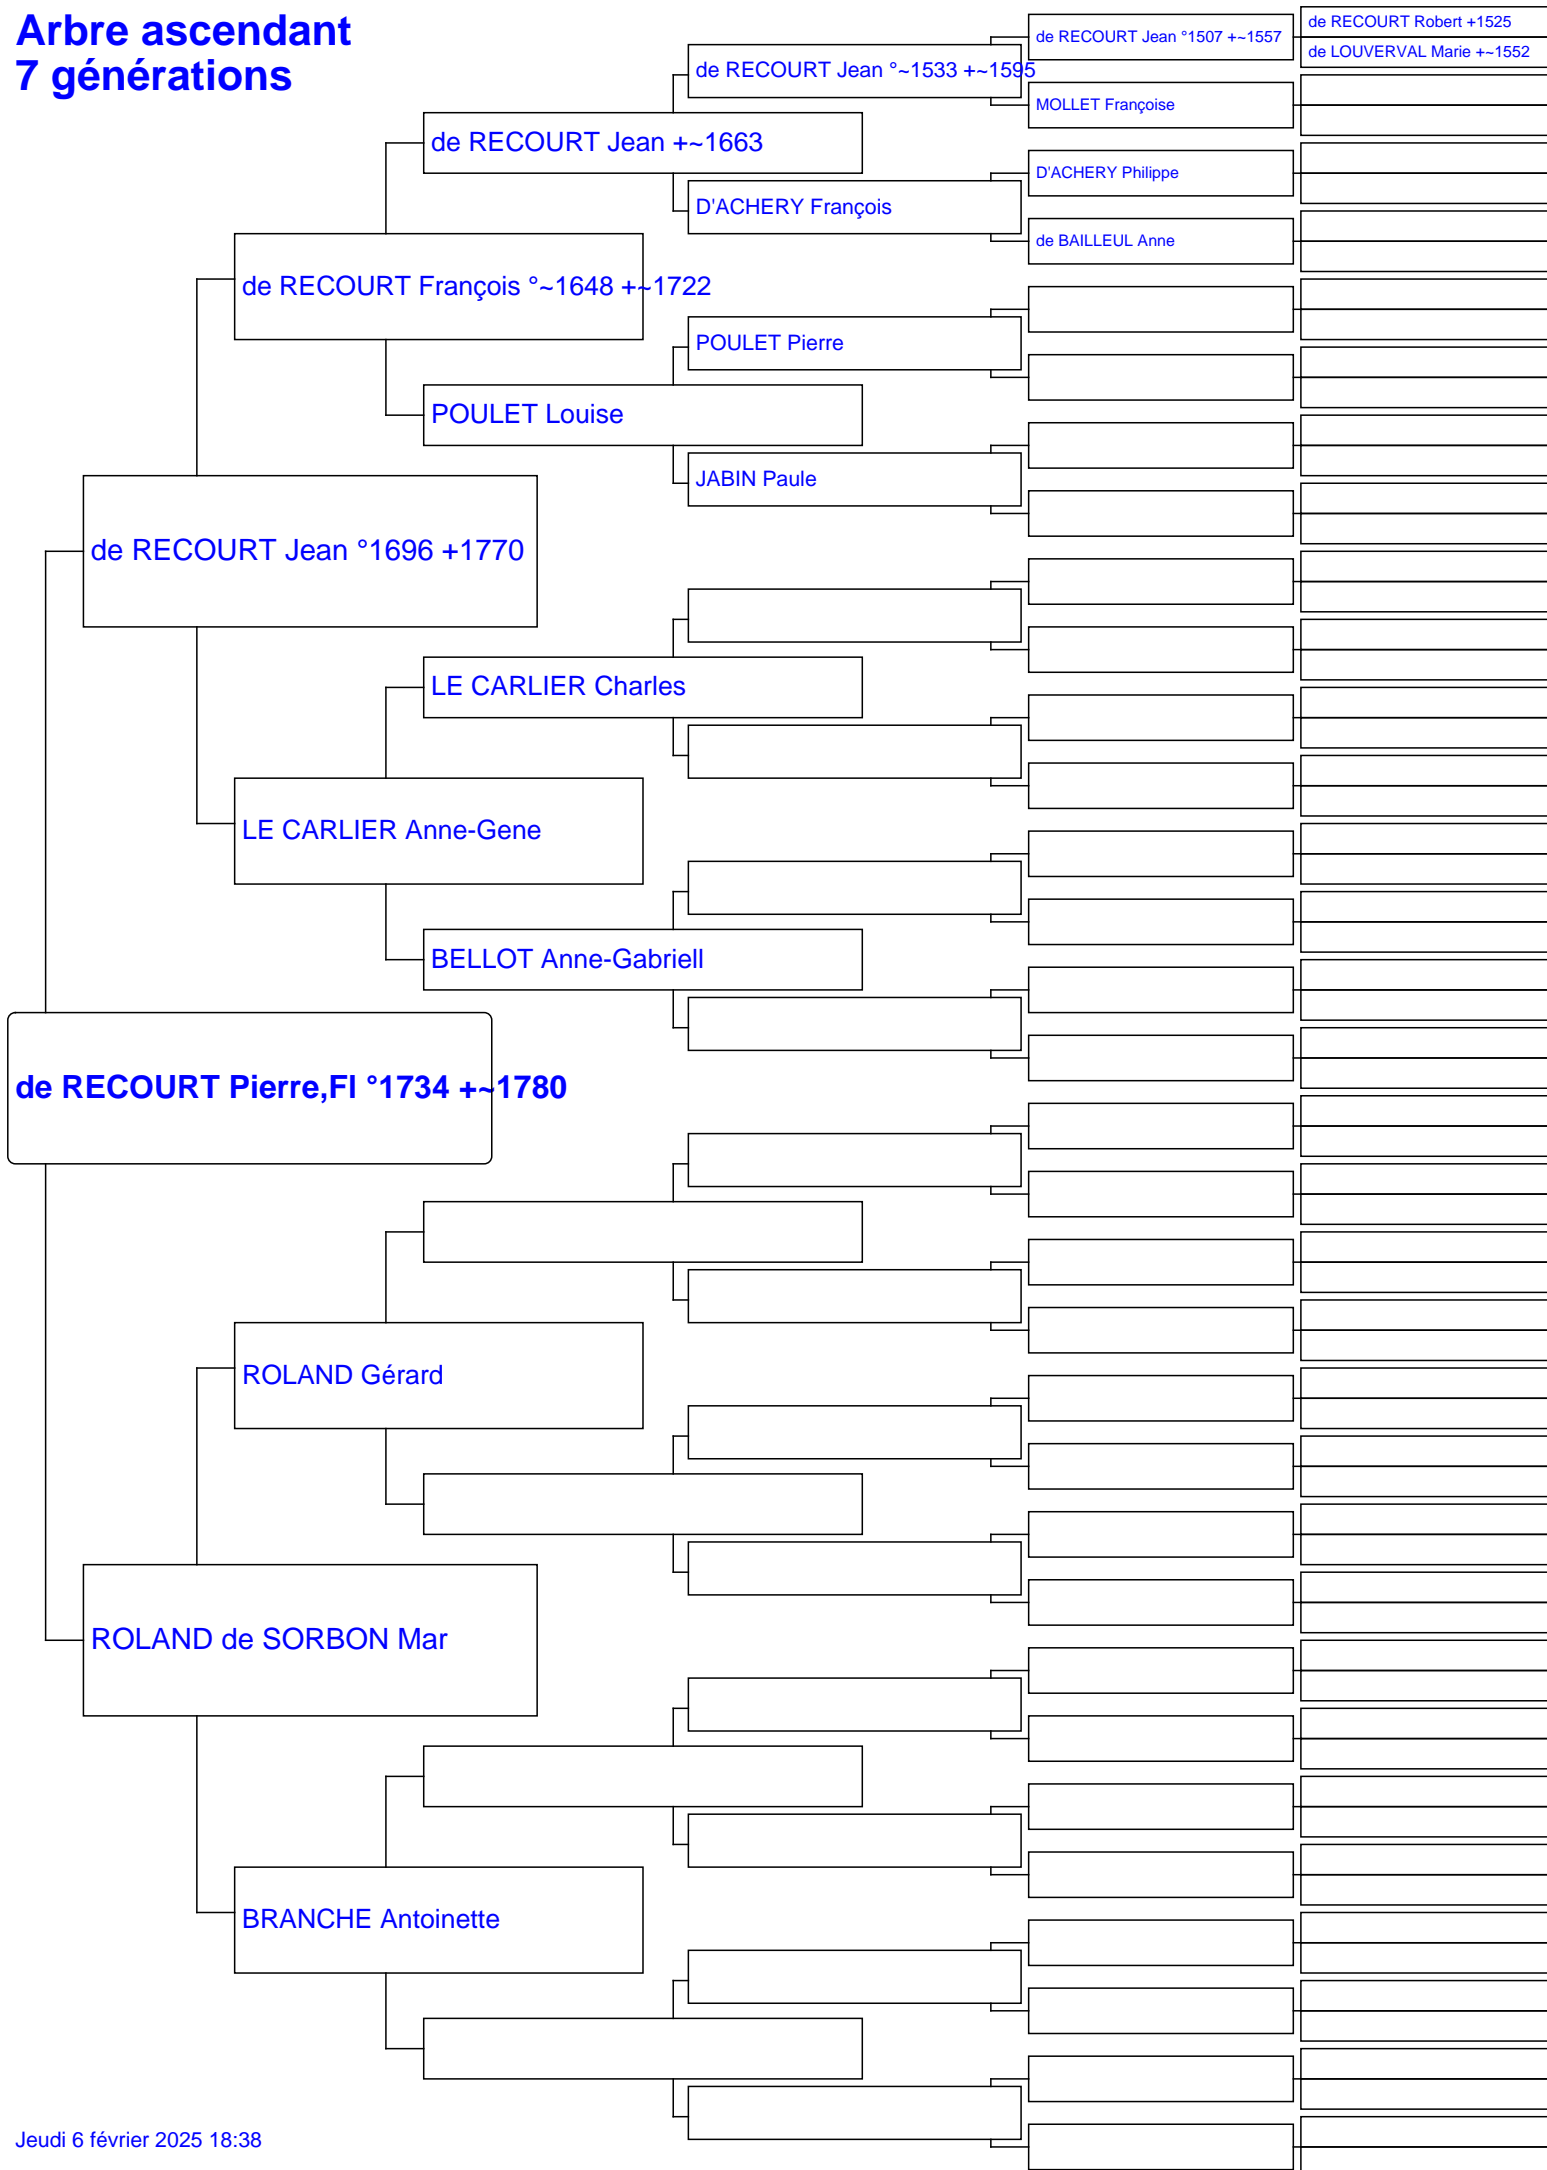 Arbre ascendant
7 générations
de RECOURT Robert +1525
de RECOURT Jean °1507 +~1557
de LOUVERVAL Marie +~1552
de RECOURT Jean °~1533 +~1595
MOLLET Françoise
de RECOURT Jean +~1663
D'ACHERY Philippe
D'ACHERY François
de BAILLEUL Anne
de RECOURT François °~1648 +~1722
POULET Pierre
POULET Louise
JABIN Paule
de RECOURT Jean °1696 +1770
LE CARLIER Charles
LE CARLIER Anne-Gene
BELLOT Anne-Gabriell
de RECOURT Pierre,FI °1734 +~1780
ROLAND Gérard
ROLAND de SORBON Mar
BRANCHE Antoinette
Jeudi 6 février 2025 18:38